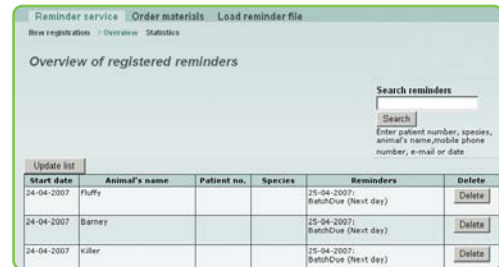 Reminder service Order materials Load reminder file
New registration > Overview Statistics
Overview of registered reminders
Search reminders
Search
Enter patient number, species,
animal's name,mobile phone
number, e-mail or date
Update list
Start date Animal's name Patient no. Species Reminders Delete
24-04-2007 Fluffy 25-04-2007: Delete
BatchDue (Next day)
24-04-2007 Barney 25-04-2007: Delete
BatchDue (Next day)
24-04-2007 Killer 25-04-2007: Delete
BatchDue (Next day)